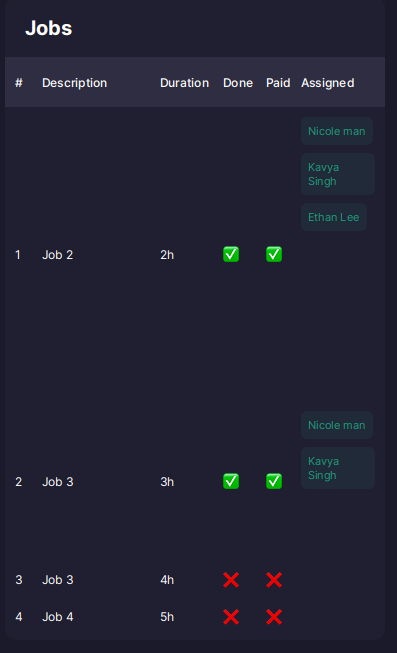 Jobs
# Description Duration Done Paid Assigned
Nicole man
Kavya
Singh
Ethan Lee
1 Job 2 2h ✅ ✅
Nicole man
Kavya
Singh
2 Job 3 3h ✅ ✅
3 Job 3 4h ❌ ❌
4 Job 4 5h ❌ ❌